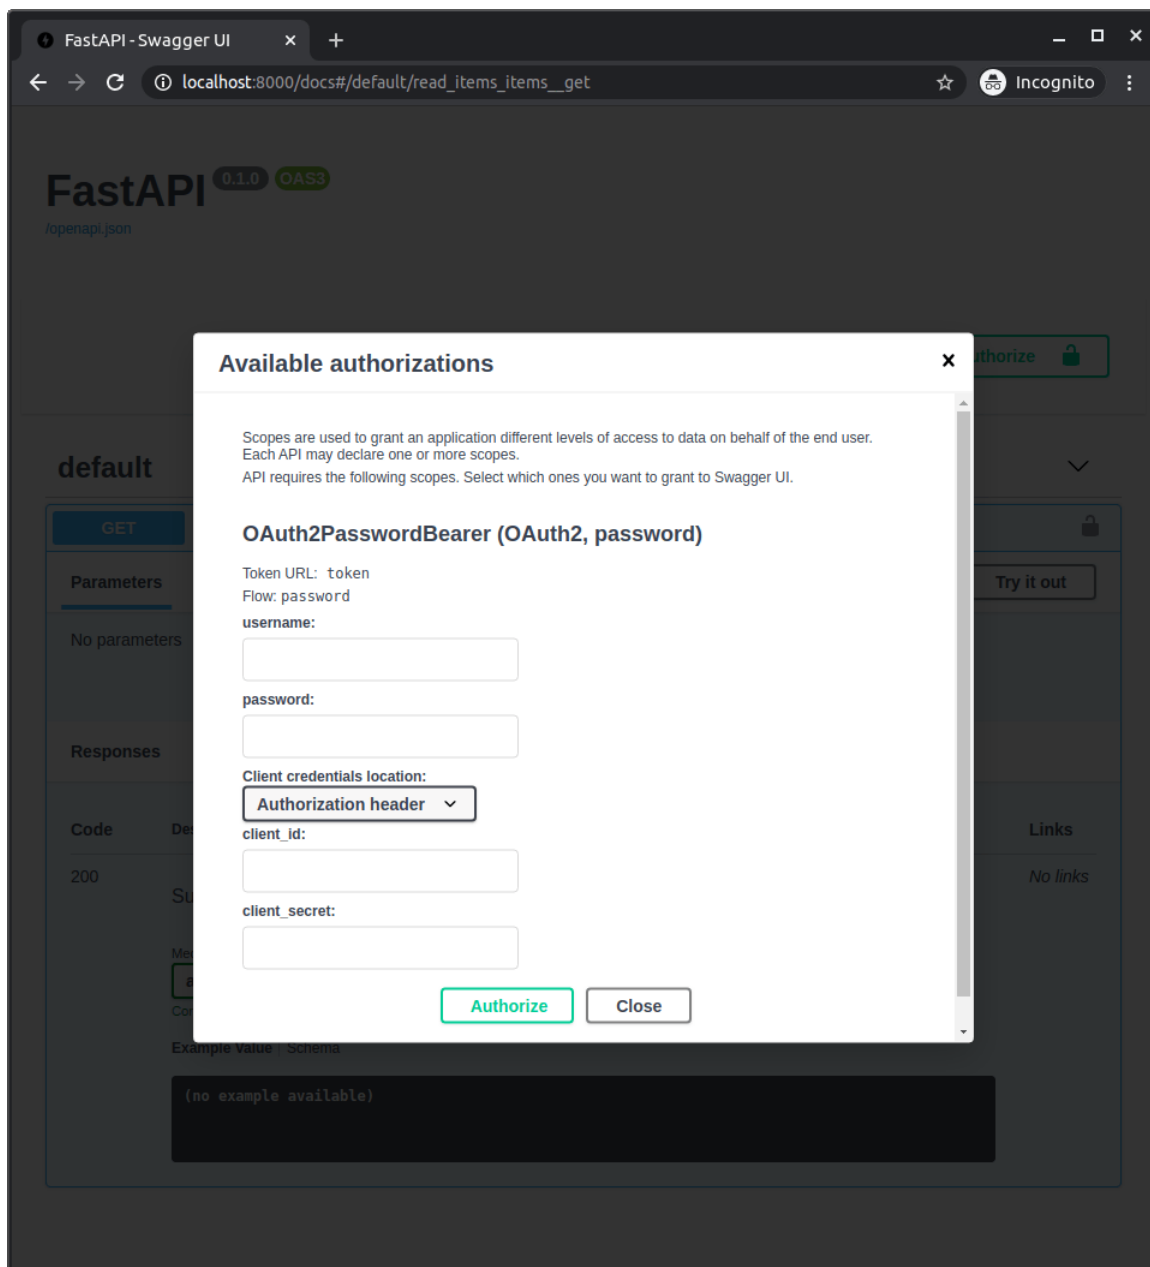 FastAPI - Swagger UI
localhost:8000/docs#/default/read_items_items__get
Incognito
FastAPI 0.1.0 OAS3
/openapi.json
Available authorizations
Scopes are used to grant an application different levels of access to data on behalf of the end user.
Each API may declare one or more scopes.
API requires the following scopes. Select which ones you want to grant to Swagger UI.
default
GET
OAuth2PasswordBearer (OAuth2, password)
Token URL: token
Flow: password
Parameters
Try it out
username:
No parameters
password:
Responses
Client credentials location:
Authorization header
client_id:
Code
Links
200
No links
client_secret:
Authorize
Close
Example Value
Schema
(no example available)